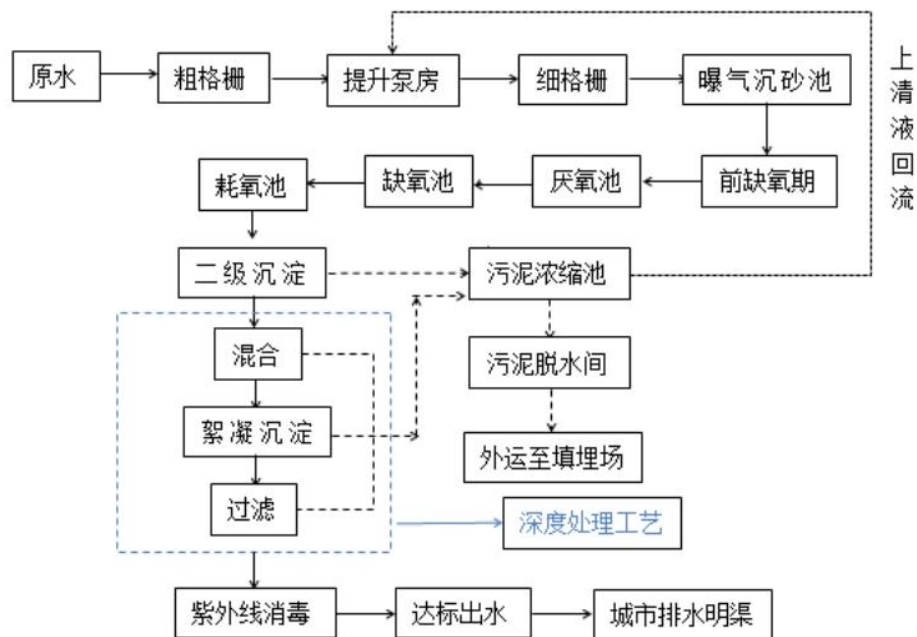 原水
粗格栅
提升泵房
细格栅
曝气沉砂池
上清液回流
耗氧池
缺氧池
厌氧池
前缺氧期
二级沉淀
污泥浓缩池
混合
污泥脱水间
絮凝沉淀
外运至填埋场
过滤
深度处理工艺
紫外线消毒
达标出水
城市排水明渠